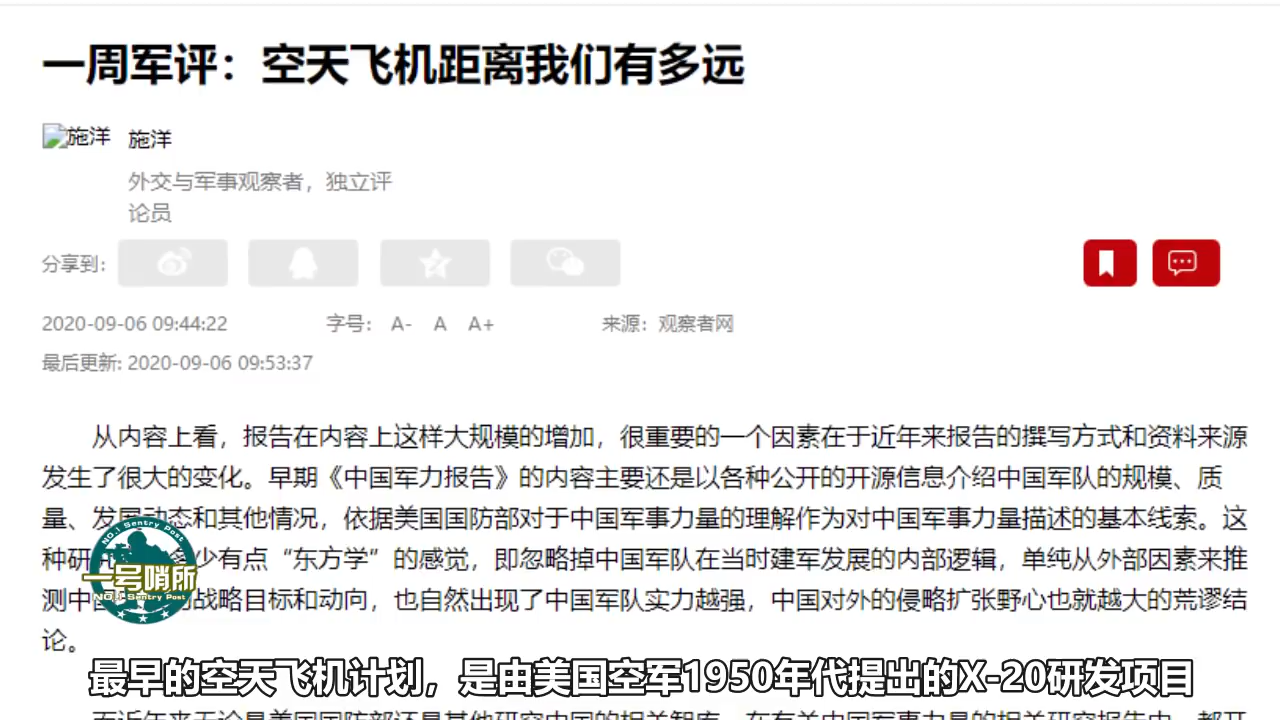 一周军评：空天飞机距离我们有多远
施洋 施洋
外交与军事观察者，独立评
论员
分享到：
2020-09-06 09:44:22 字号： A- A A+ 来源：观察者网
最后更新: 2020-09-06 09:53:37
从内容上看，报告在内容上这样大规模的增加，很重要的一个因素在于近年来报告的撰写方式和资料来源
发生了很大的变化。早期《中国军力报告》的内容主要还是以各种公开的开源信息介绍中国军队的规模、质
量、发展动态和其他情况，依据美国国防部对于中国军事力量的理解作为对中国军事力量描述的基本线索。这
种研 少有点“东方学”的感觉，即忽略掉中国军队在当时建军发展的内部逻辑，单纯从外部因素来推
测中 战略目标和动向，也自然出现了中国军队实力越强，中国对外的侵略扩张野心也就越大的荒谬结
论。
NO.1 Sentry Post
一号哨所
NO.1 Sentry Post
最早的空天飞机计划，是由美国空军1950年代提出的X-20研发项目